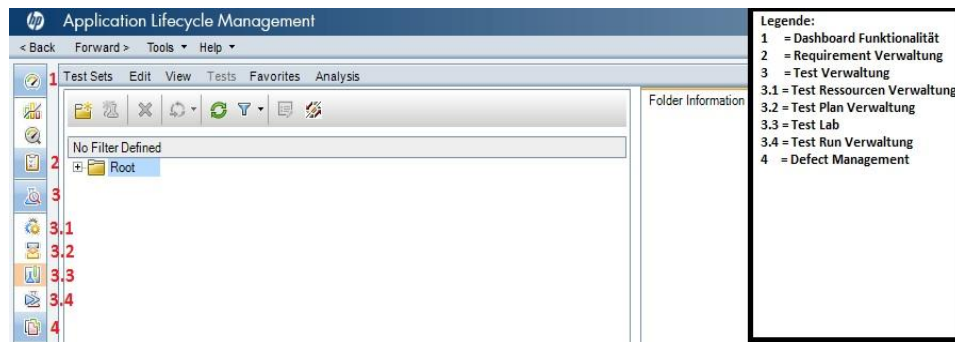 hp Application Lifecycle Management
< Back Forward > Tools Help
1 Test Sets Edit View Tests Favorites Analysis
No Filter Defined
Root
2
3
3.1
3.2
3.3
3.4
4
Folder Information
Legende:
1 = Dashboard Funktionalität
2 = Requirement Verwaltung
3 = Test Verwaltung
3.1 = Test Ressourcen Verwaltung
3.2 = Test Plan Verwaltung
3.3 = Test Lab
3.4 = Test Run Verwaltung
4 = Defect Management